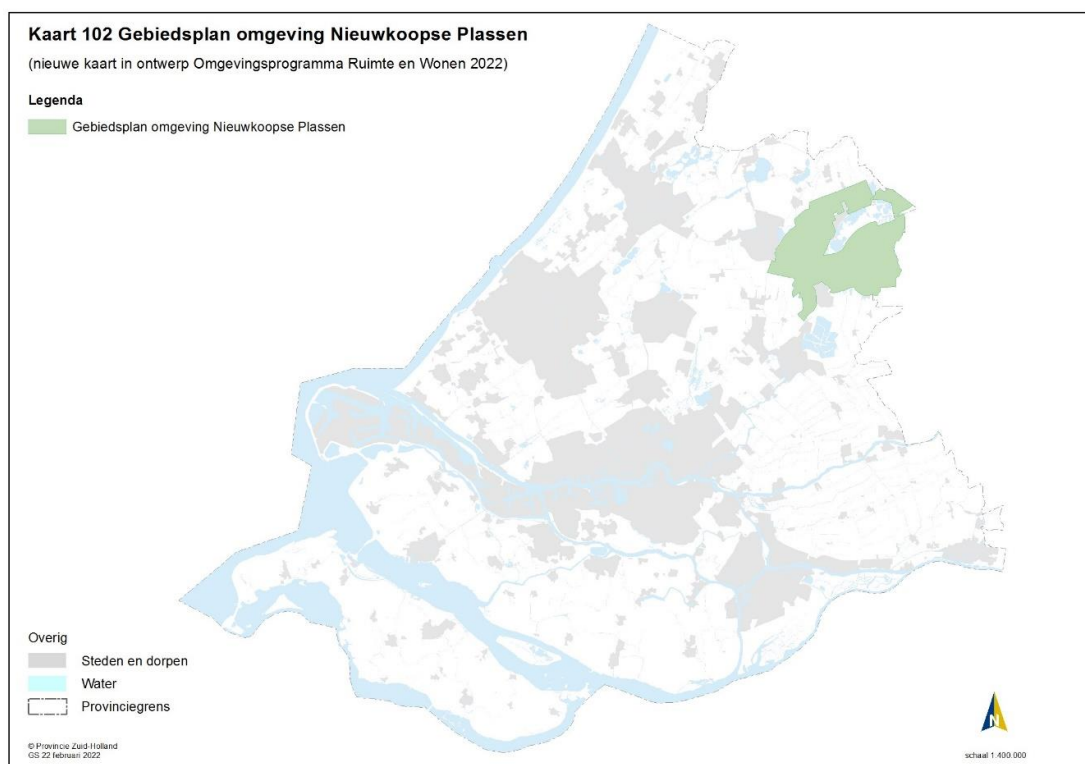 Kaart 102 Gebiedsplan omgeving Nieuwkoopse Plassen
(nieuwe kaart in ontwerp Omgevingsprogramma Ruimte en Wonen 2022)
Legenda
Gebiedsplan omgeving Nieuwkoopse Plassen
Overig
Steden en dorpen
Water
Provinciegrens
© Provincie Zuid-Holland
GS 22 februari 2022
N
schaal 1:400.000